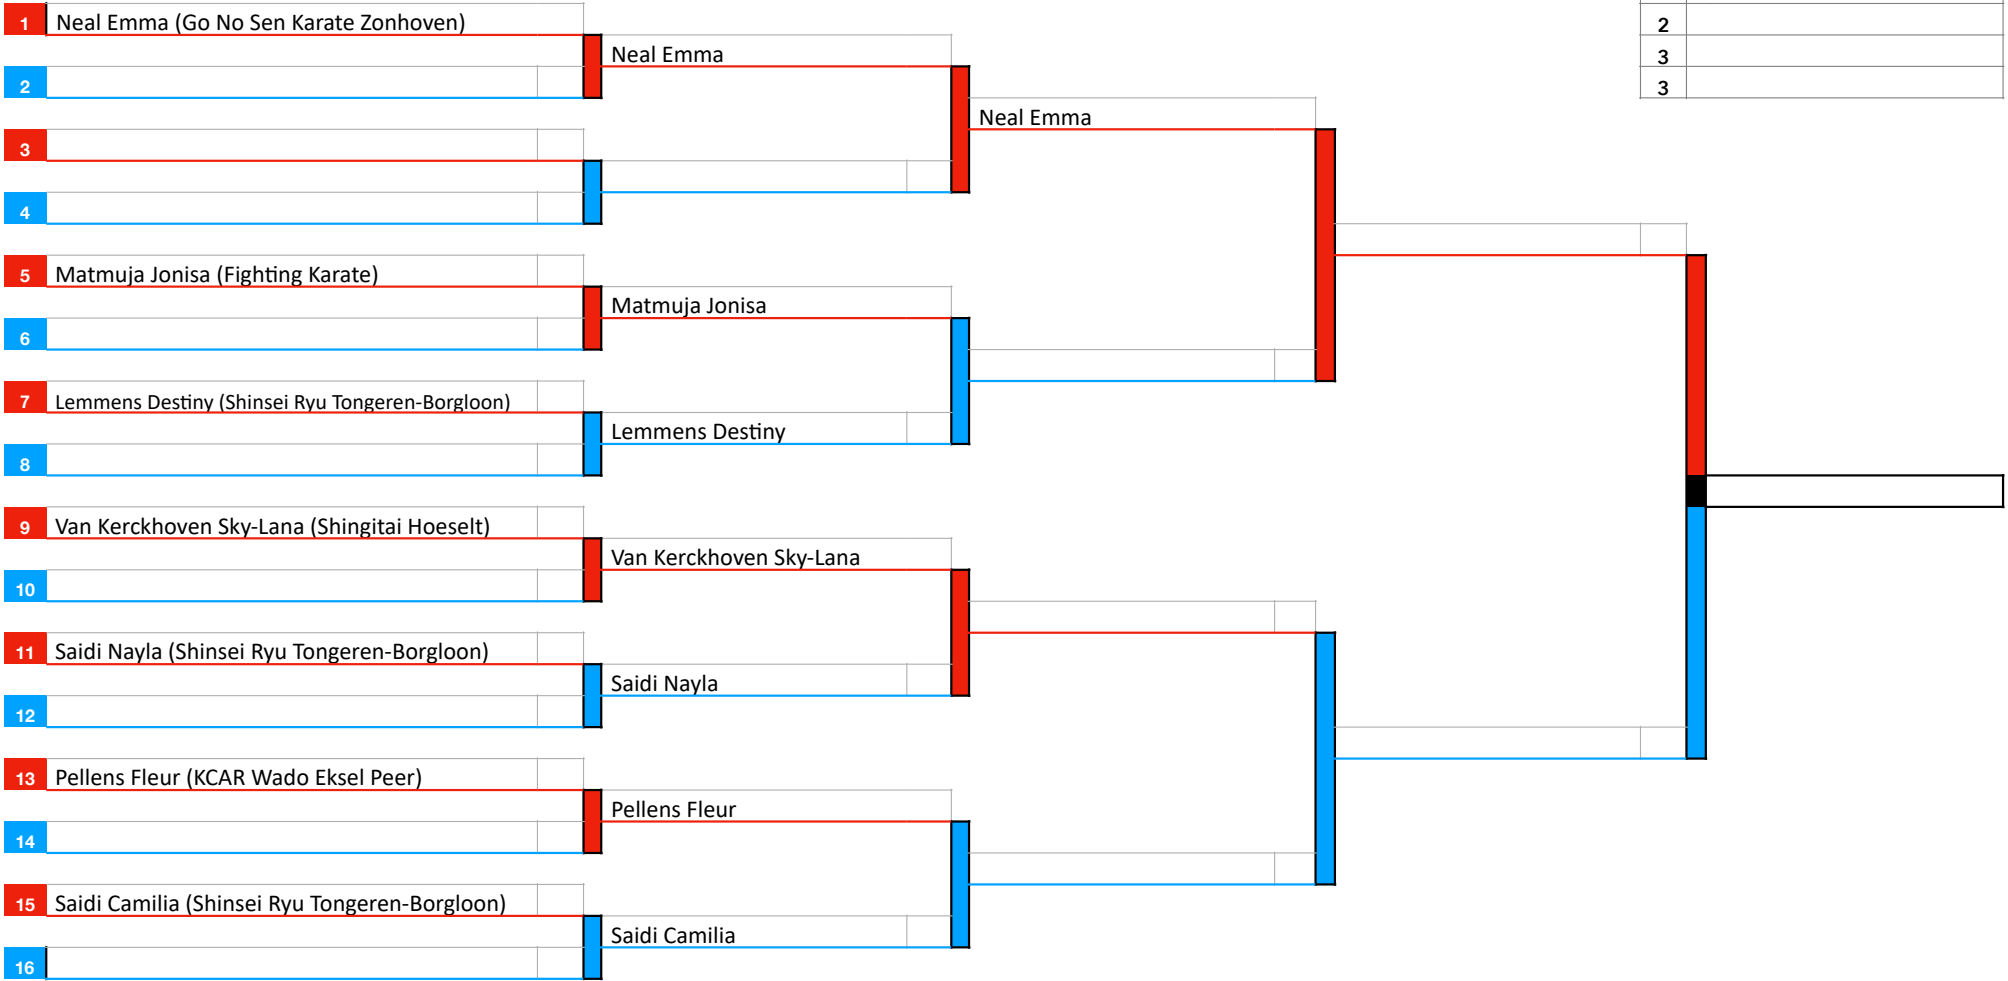 1 Neal Emma (Go No Sen Karate Zonhoven)
2
3
4
5 Matmuja Jonisa (Fighting Karate)
6
7 Lemmens Destiny (Shinsei Ryu Tongeren-Borgloon)
8
9 Van Kerckhoven Sky-Lana (Shingitai Hoeselt)
10
11 Saidi Nayla (Shinsei Ryu Tongeren-Borgloon)
12
13 Pellens Fleur (KCAR Wado Eksel Peer)
14
15 Saidi Camilia (Shinsei Ryu Tongeren-Borgloon)
16
Neal Emma
Matmuja Jonisa
Lemmens Destiny
Van Kerckhoven Sky-Lana
Saidi Nayla
Pellens Fleur
Saidi Camilia
Neal Emma
2
3
3